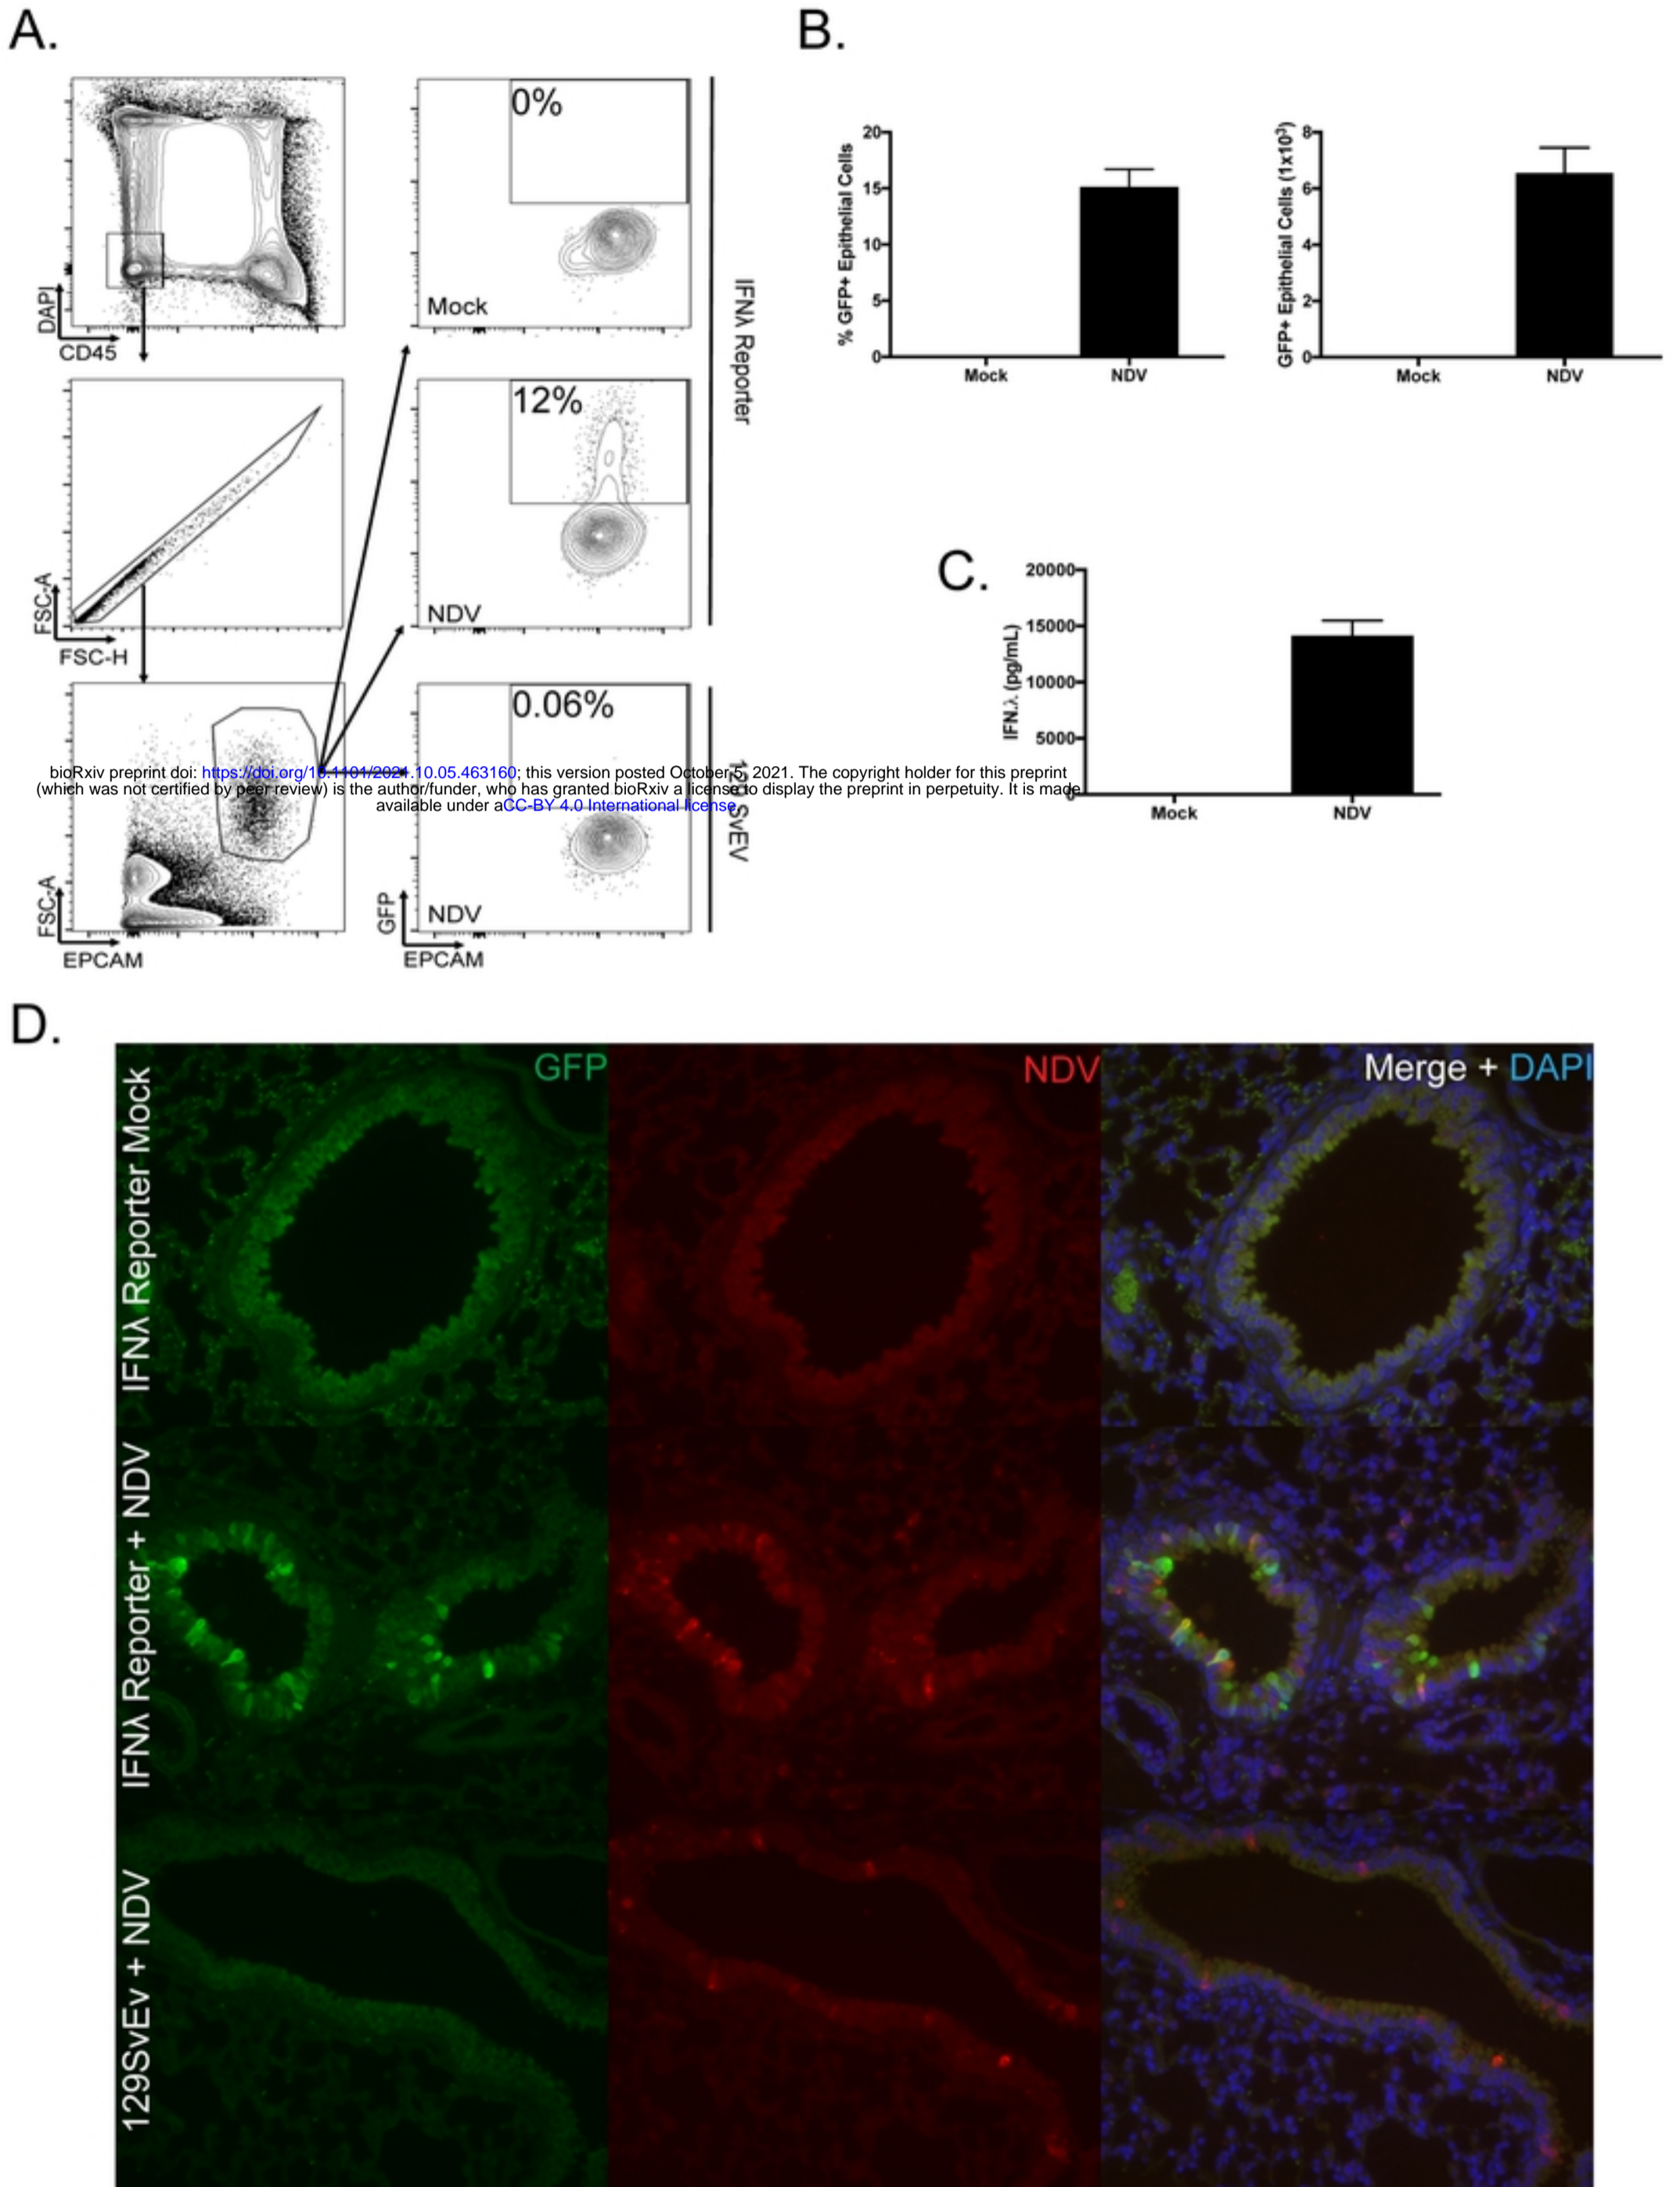 A.
DAPI
CD45
FSC-A
FSC-H
FSC-A
EPCAM
0%
Mock
12%
NDV
IFNλ Reporter
0.06%
NDV
GFP
EPCAM
129 SvEV
B.
% GFP+ Epithelial Cells
20
15
10
5
0
Mock
NDV
GFP+ Epithelial Cells (1x10³)
8
6
4
2
0
Mock
NDV
C.
IFNλ (pg/mL)
20000
15000
10000
5000
Mock
NDV
bioRxiv preprint doi: https://doi.org/10.1101/2021.10.05.463160; this version posted October 5, 2021. The copyright holder for this preprint
(which was not certified by peer review) is the author/funder, who has granted bioRxiv a license to display the preprint in perpetuity. It is made
available under aCC-BY 4.0 International license.
D.
GFP
NDV
Merge + DAPI
IFNλ Reporter Mock
IFNλ Reporter + NDV
129SvEv + NDV